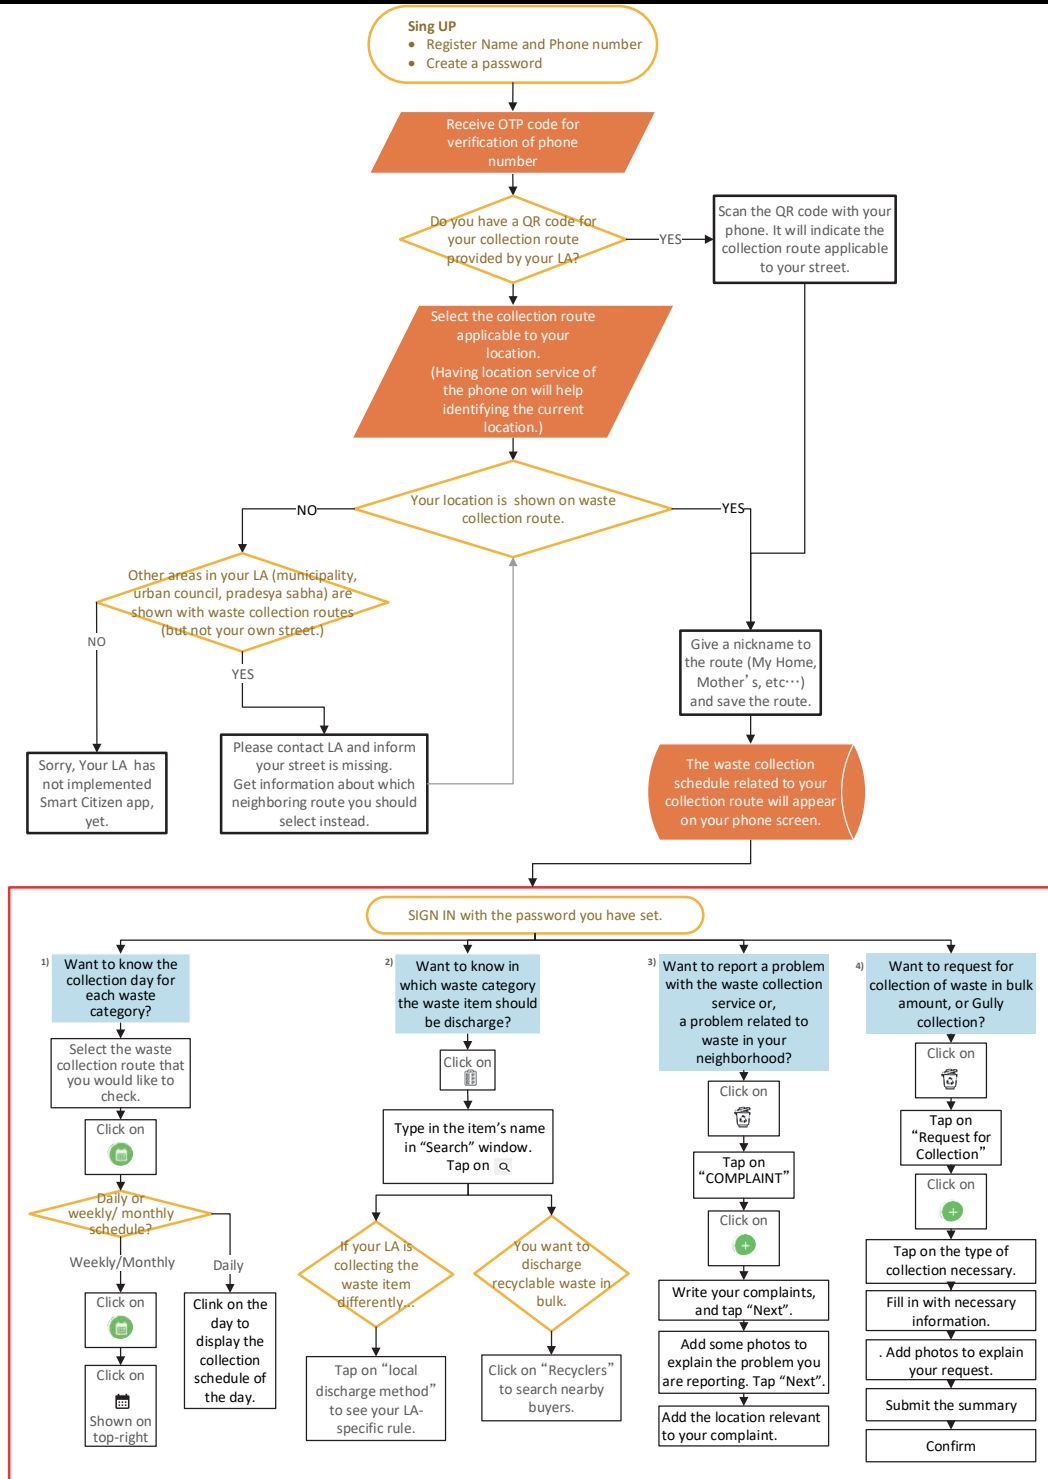 Sing UP
• Register Name and Phone number
• Create a password
Receive OTP code for
verification of phone
number
Do you have a QR code for
your collection route
provided by your LA?
YES
Scan the QR code with your
phone. It will indicate the
collection route applicable
to your street.
Select the collection route
applicable to your
location.
(Having location service of
the phone on will help
identifying the current
location.)
Your location is shown on waste
collection route.
NO
YES
Other areas in your LA (municipality,
urban council, pradesya sabha) are
shown with waste collection routes
(but not your own street.)
NO
YES
Give a nickname to
the route (My Home,
Mother's, etc…)
and save the route.
Sorry, Your LA has
not implemented
Smart Citizen app,
yet.
Please contact LA and inform
your street is missing.
Get information about which
neighboring route you should
select instead.
The waste collection
schedule related to your
collection route will appear
on your phone screen.
SIGN IN with the password you have set.
1)
Want to know the
collection day for
each waste
category?
Select the waste
collection route that
you would like to
check.
Click on
Daily or
weekly/ monthly
schedule?
Weekly/Monthly
Daily
Click on
Click on
Shown on
top-right
Clink on the
day to
display the
collection
schedule of
the day.
2)
Want to know in
which waste category
the waste item should
be discharge?
Click on
Type in the item's name
in “Search” window.
Tap on
If your LA is
collecting the
waste item
differently...
You want to
discharge
recyclable waste in
bulk.
Tap on “local
discharge method”
to see your LA-
specific rule.
Click on “Recyclers”
to search nearby
buyers.
3)
Want to report a problem
with the waste collection
service or,
a problem related to
waste in your
neighborhood?
Click on
Tap on
“COMPLAINT”
Click on
Write your complaints,
and tap “Next”.
Add some photos to
explain the problem you
are reporting. Tap “Next”.
Add the location relevant
to your complaint.
4)
Want to request for
collection of waste in bulk
amount, or Gully
collection?
Click on
Tap on
“Request for
Collection”
Click on
Tap on the type of
collection necessary.
Fill in with necessary
information.
. Add photos to explain
your request.
Submit the summary
Confirm